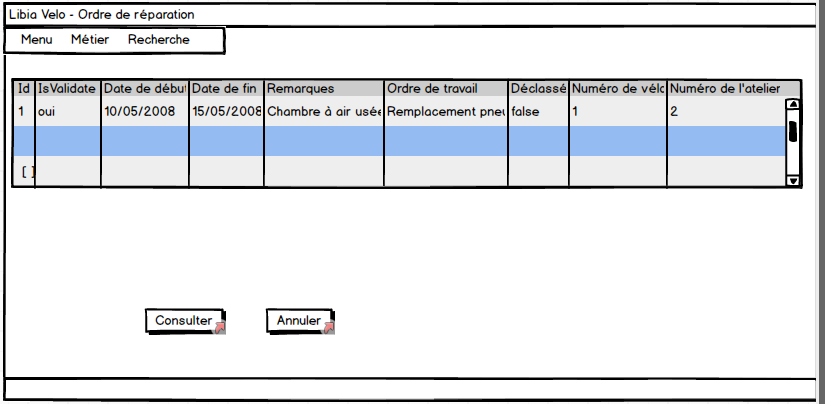 Libia Velo - Ordre de réparation
Menu Métier Recherche
Id IsValidate Date de début Date de fin Remarques Ordre de travail Déclassé Numéro de vélo Numéro de l'atelier
1 oui 10/05/2008 15/05/2008 Chambre à air usée Remplacement pneu false 1 2
[ ]
Consulter Annuler